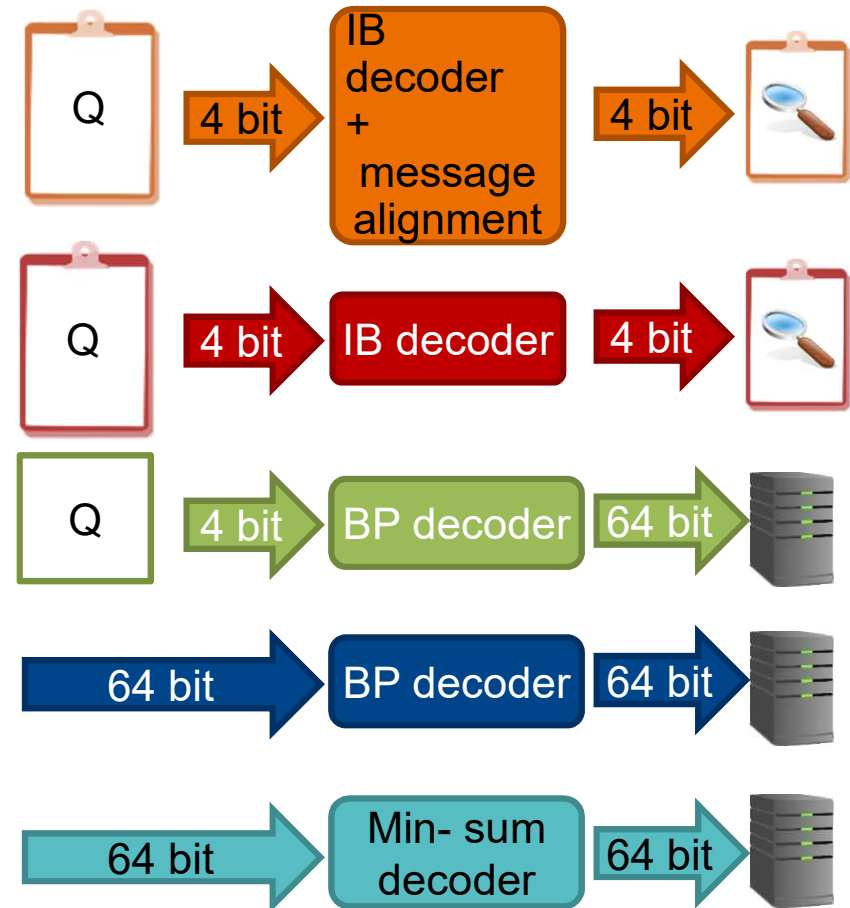 Q
4 bit
IB
decoder
+
message
alignment
4 bit
Q
4 bit
IB decoder
4 bit
Q
4 bit
BP decoder
64 bit
64 bit
BP decoder
64 bit
64 bit
Min- sum
decoder
64 bit